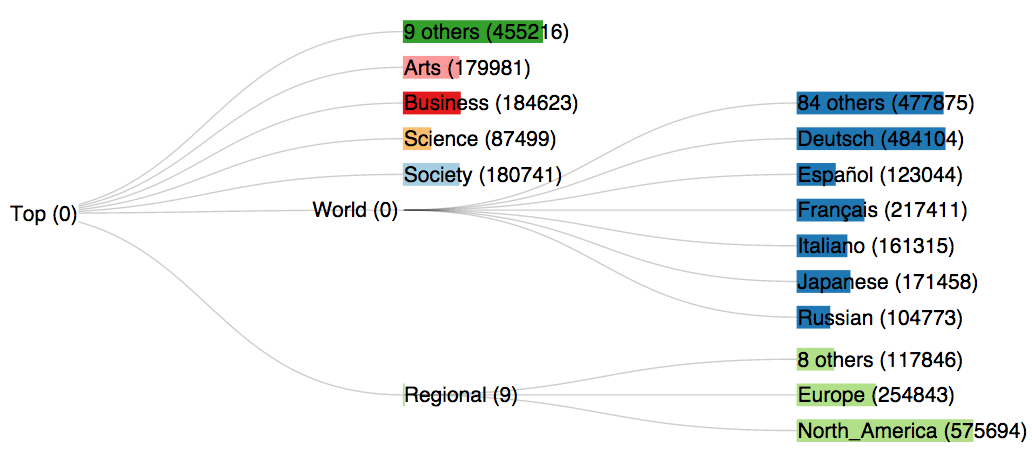 9 others (455216)
Arts (179981)
Business (184623)
Science (87499)
Society (180741)
Top (0)
World (0)
84 others (477875)
Deutsch (484104)
Español (123044)
Français (217411)
Italiano (161315)
Japanese (171458)
Russian (104773)
Regional (9)
8 others (117846)
Europe (254843)
North_America (575694)